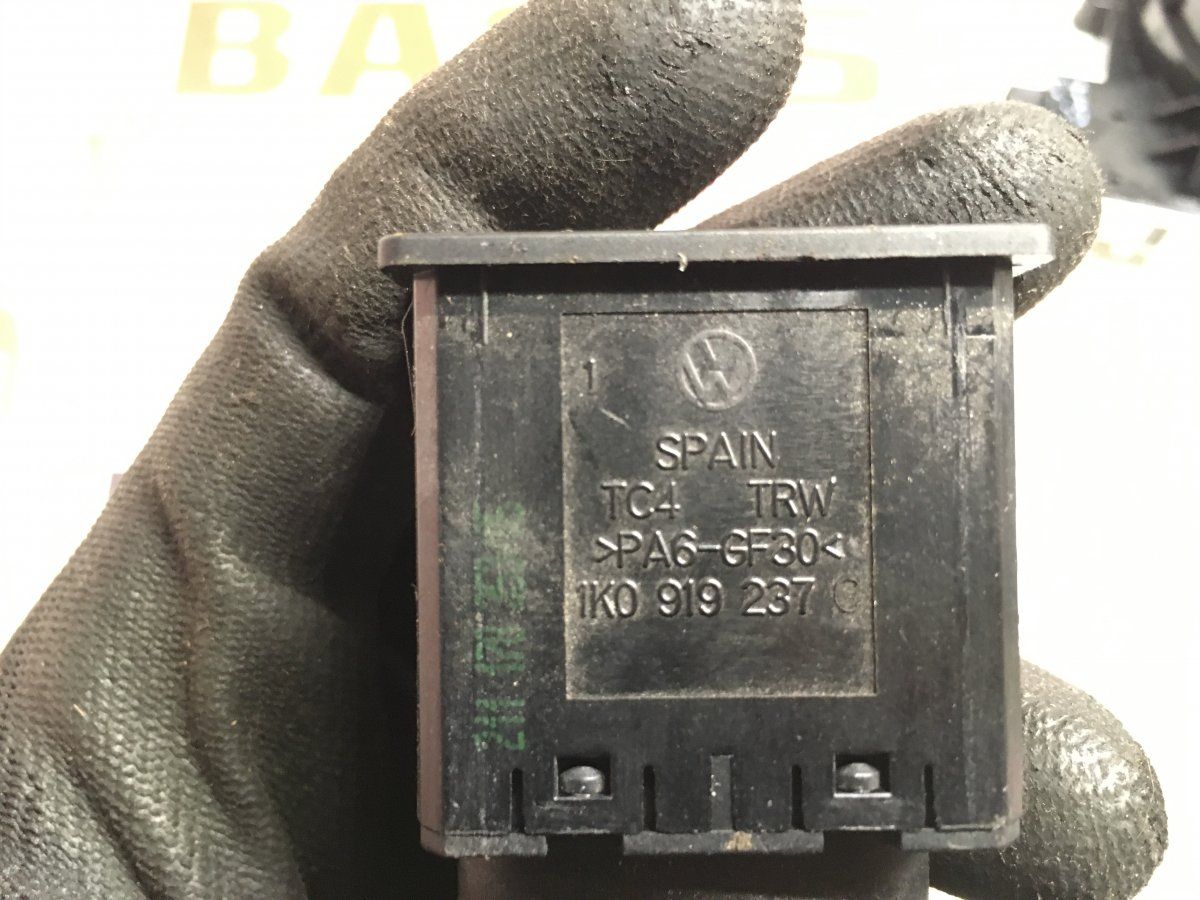 1
SPAIN
TC4 TRW
>PA6-GF30<
1K0 919 237 C